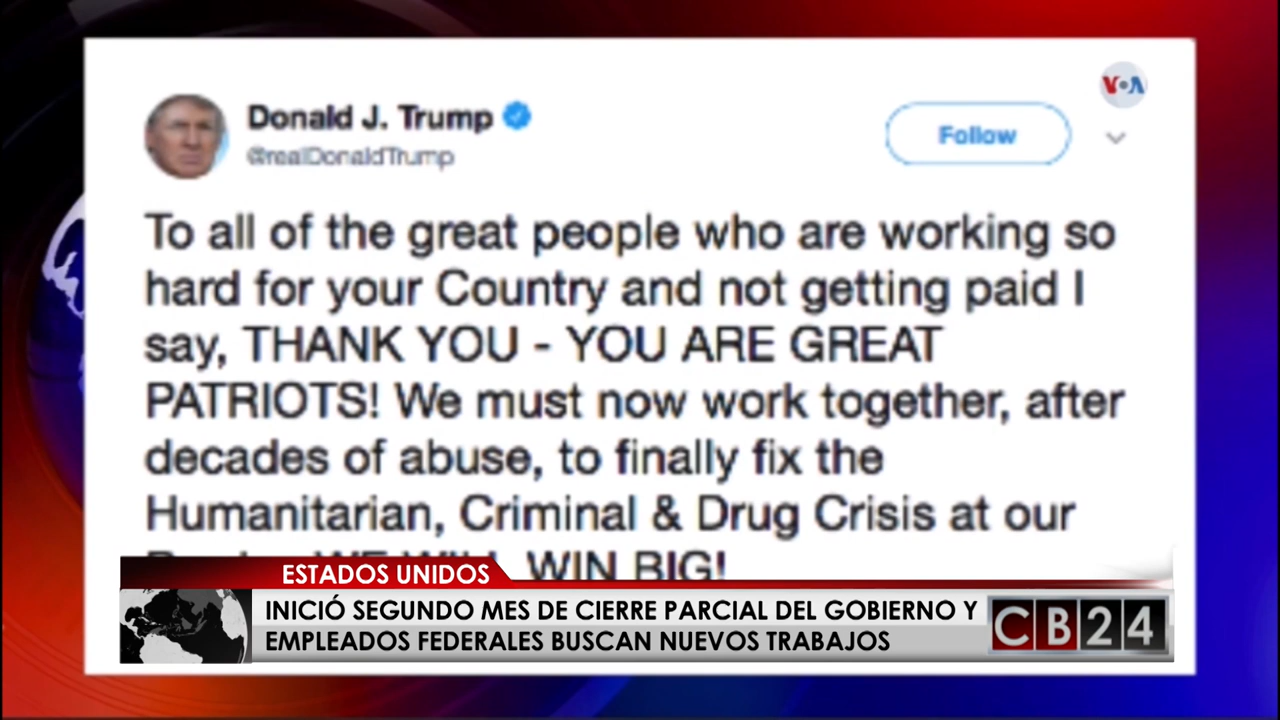 VOA
Donald J. Trump
@realDonaldTrump
Follow
To all of the great people who are working so
hard for your Country and not getting paid I
say, THANK YOU - YOU ARE GREAT
PATRIOTS! We must now work together, after
decades of abuse, to finally fix the
Humanitarian, Criminal & Drug Crisis at our
WE WILL WIN BIG!
ESTADOS UNIDOS
INICIÓ SEGUNDO MES DE CIERRE PARCIAL DEL GOBIERNO Y
EMPLEADOS FEDERALES BUSCAN NUEVOS TRABAJOS
CB24